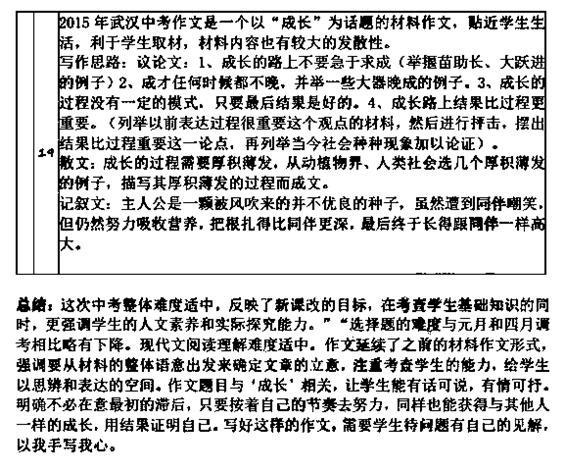 2015年武汉中考作文是一个以“成长”为话题的材料作文，贴近学生生
活，利于学生取材，材料内容也有较大的发散性。
写作思路：议论文：1、成长的路上不要急于求成（举揠苗助长、大跃进
的例子）2、成才任何时候都不晚，并举一些大器晚成的例子。3、成长的
过程没有一定的模式，只要最后结果是好的。4、成长路上结果比过程更
重要。（列举以前表达过程很重要这个观点的材料，然后进行抨击，摆出
结果比过程重要这一论点，再列举当今社会种种现象加以论证）。
19
散文：成长的过程需要厚积薄发，从动植物界、人类社会选几个厚积薄发
的例子，描写其厚积薄发的过程而成文。
记叙文：主人公是一颗被风吹来的并不优良的种子，虽然遭到同伴嘲笑，
但仍然努力吸收营养，把根扎得比同伴更深，最后终于长得跟同伴一样高
大。
总结：这次中考整体难度适中，反映了新课改的目标，在考查学生基础知识的同
时，更强调学生的人文素养和实际探究能力。”“选择题的难度与元月和四月调
考相比略有下降。现代文阅读理解难度适中。作文延续了之前的材料作文形式，
强调要从材料的整体语意出发来确定文章的立意，注重考查学生的能力，给学生
以思辨和表达的空间。作文题目与‘成长’相关，让学生能有话可说，有情可抒。
明确不必在意最初的滞后，只要按着自己的节奏去努力，同样也能获得与其他人
一样的成长，用结果证明自己。写好这样的作文，需要学生待问题有自己的见解，
以我手写我心。